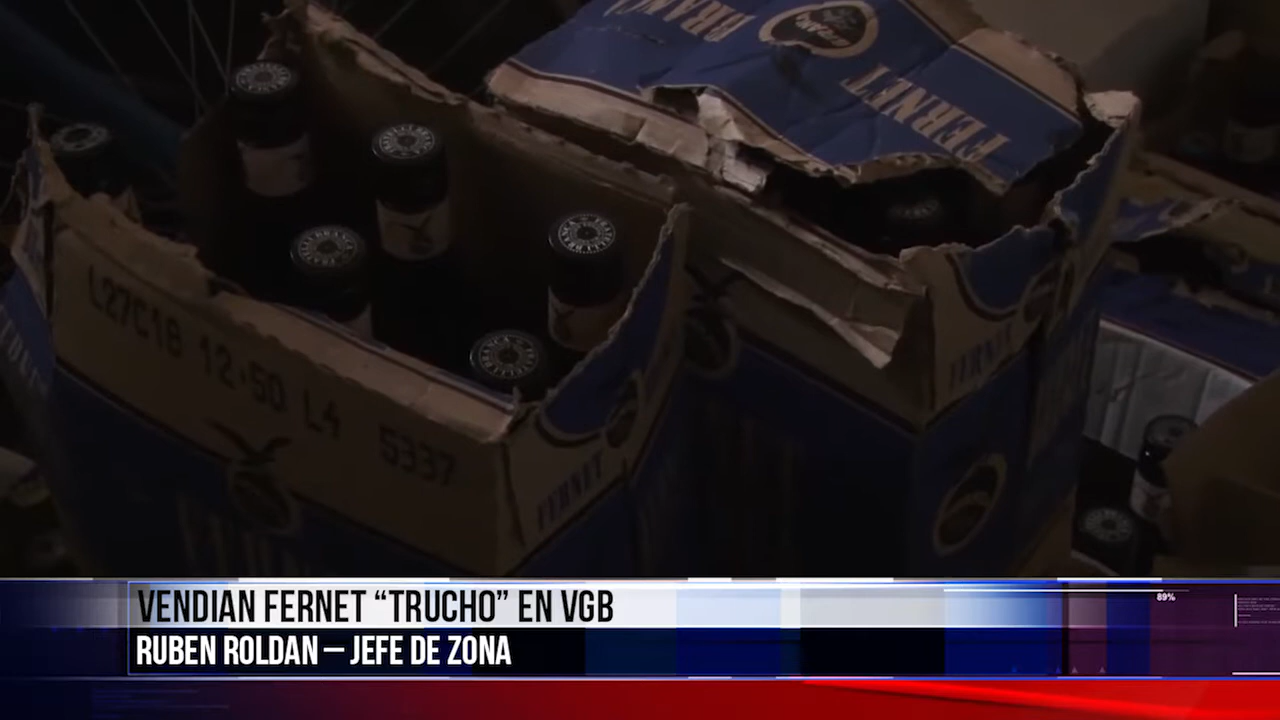 BRANCA
FERNET
L27C18 12:50 L4 5337
FERNET
FERNET
VENDIAN FERNET “TRUCHO” EN VGB
89%
RUBEN ROLDAN – JEFE DE ZONA